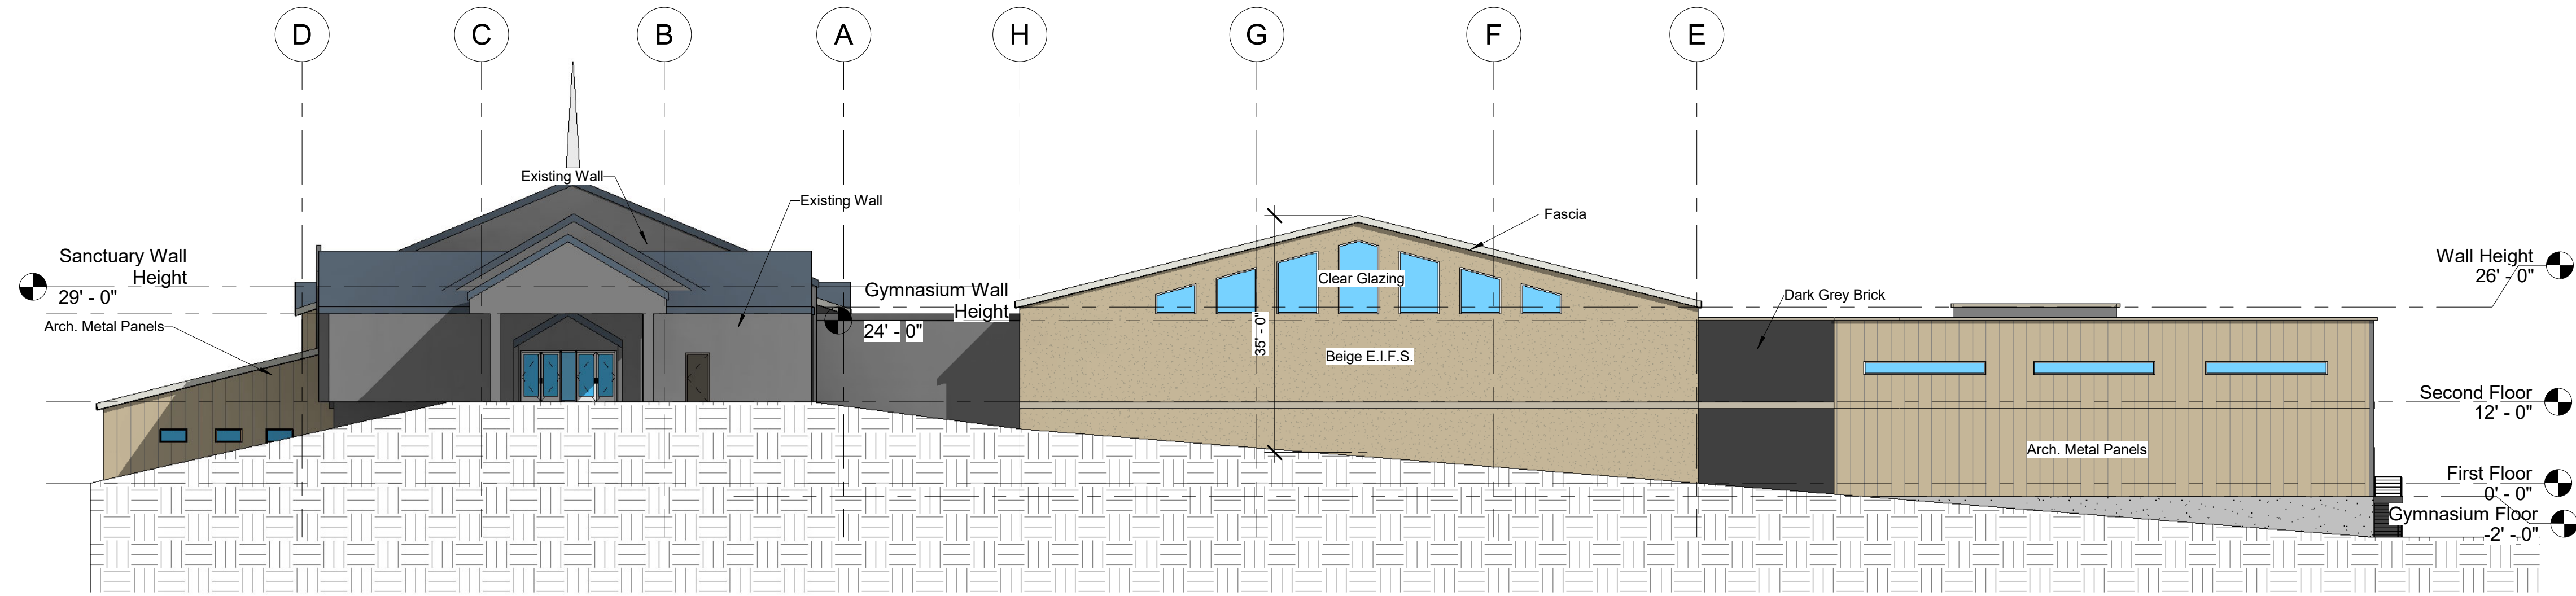 D
C
B
A
H
G
F
E
Existing Wall
Existing Wall
Fascia
Sanctuary Wall
Height
29' - 0"
Wall Height
26' - 0"
Clear Glazing
Gymnasium Wall
Height
24' - 0"
Dark Grey Brick
Arch. Metal Panels
35' - 0"
Beige E.I.F.S.
Second Floor
12' - 0"
Arch. Metal Panels
First Floor
0' - 0"
Gymnasium Floor
-2' - 0"